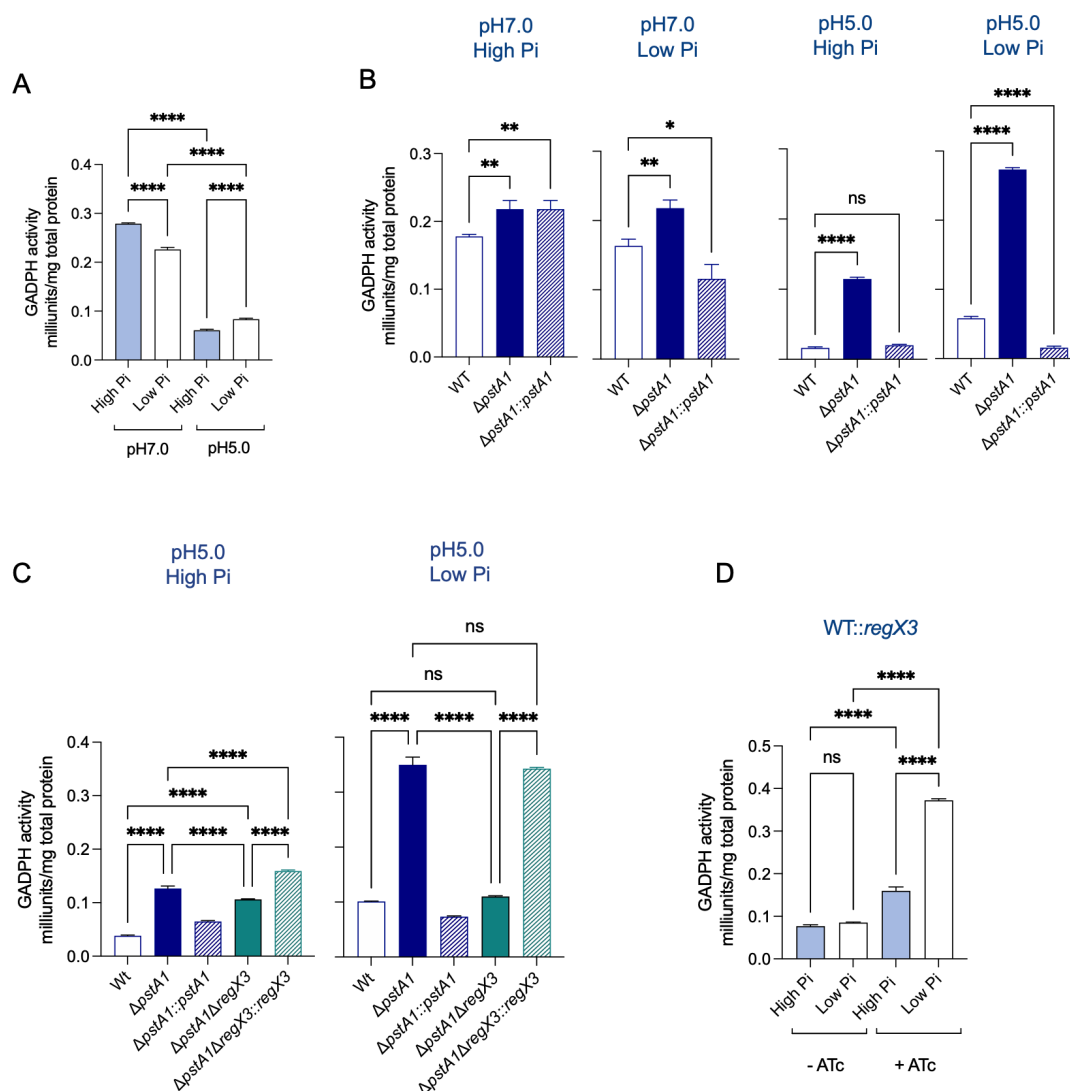 A
GADPH activity
milliunits/mg total protein
0.4
0.3
0.2
0.1
0.0
****
****
****
****
High Pi
Low Pi
High Pi
Low Pi
pH7.0
pH5.0
B
pH7.0
High Pi
pH7.0
Low Pi
pH5.0
High Pi
pH5.0
Low Pi
GADPH activity
milliunits/mg total protein
0.3
0.2
0.1
0.0
**
**
WT
ΔpstA1
ΔpstA1::pstA1
*
**
WT
ΔpstA1
ΔpstA1::pstA1
ns
****
WT
ΔpstA1
ΔpstA1::pstA1
****
****
WT
ΔpstA1
ΔpstA1::pstA1
C
pH5.0
High Pi
pH5.0
Low Pi
GADPH activity
milliunits/mg total protein
0.4
0.3
0.2
0.1
0.0
****
****
****
****
****
Wt
ΔpstA1
ΔpstA1::pstA1
ΔpstA1ΔregX3
ΔpstA1ΔregX3::regX3
ns
ns
****
****
****
Wt
ΔpstA1
ΔpstA1::pstA1
ΔpstA1ΔregX3
ΔpstA1ΔregX3::regX3
D
WT::regX3
GADPH activity
milliunits/mg total protein
0.5
0.4
0.3
0.2
0.1
0.0
****
****
ns
****
High Pi
Low Pi
High Pi
Low Pi
- ATc
+ ATc